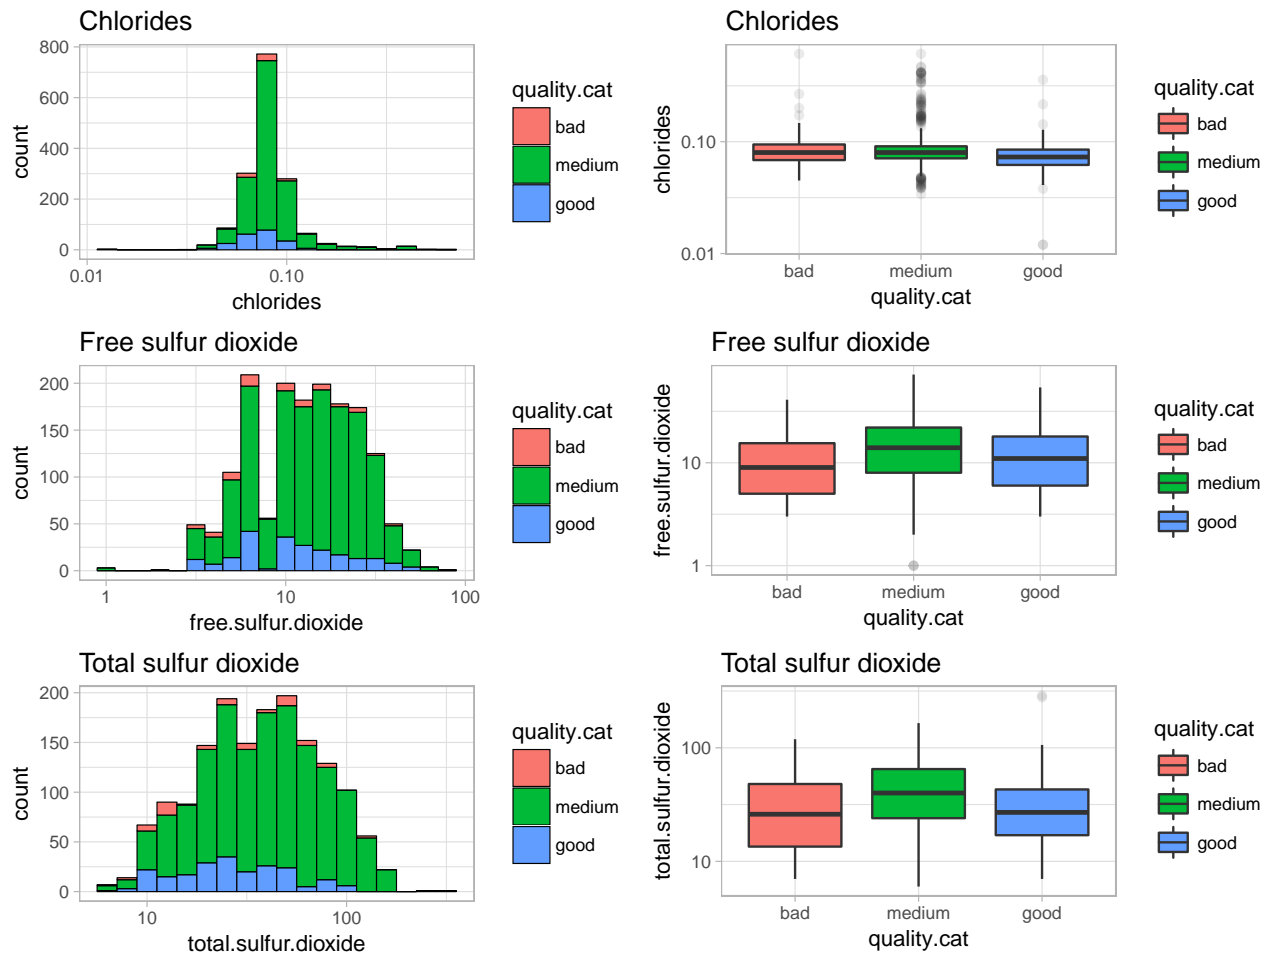 Chlorides
800
600
400
200
0
count
0.01
0.10
chlorides
quality.cat
bad
medium
good
Chlorides
0.10
0.01
chlorides
bad
medium
good
quality.cat
quality.cat
bad
medium
good
Free sulfur dioxide
200
150
100
50
0
count
1
10
100
free.sulfur.dioxide
quality.cat
bad
medium
good
Free sulfur dioxide
10
1
free.sulfur.dioxide
bad
medium
good
quality.cat
quality.cat
bad
medium
good
Total sulfur dioxide
200
150
100
50
0
count
10
100
total.sulfur.dioxide
quality.cat
bad
medium
good
Total sulfur dioxide
100
10
total.sulfur.dioxide
bad
medium
good
quality.cat
quality.cat
bad
medium
good